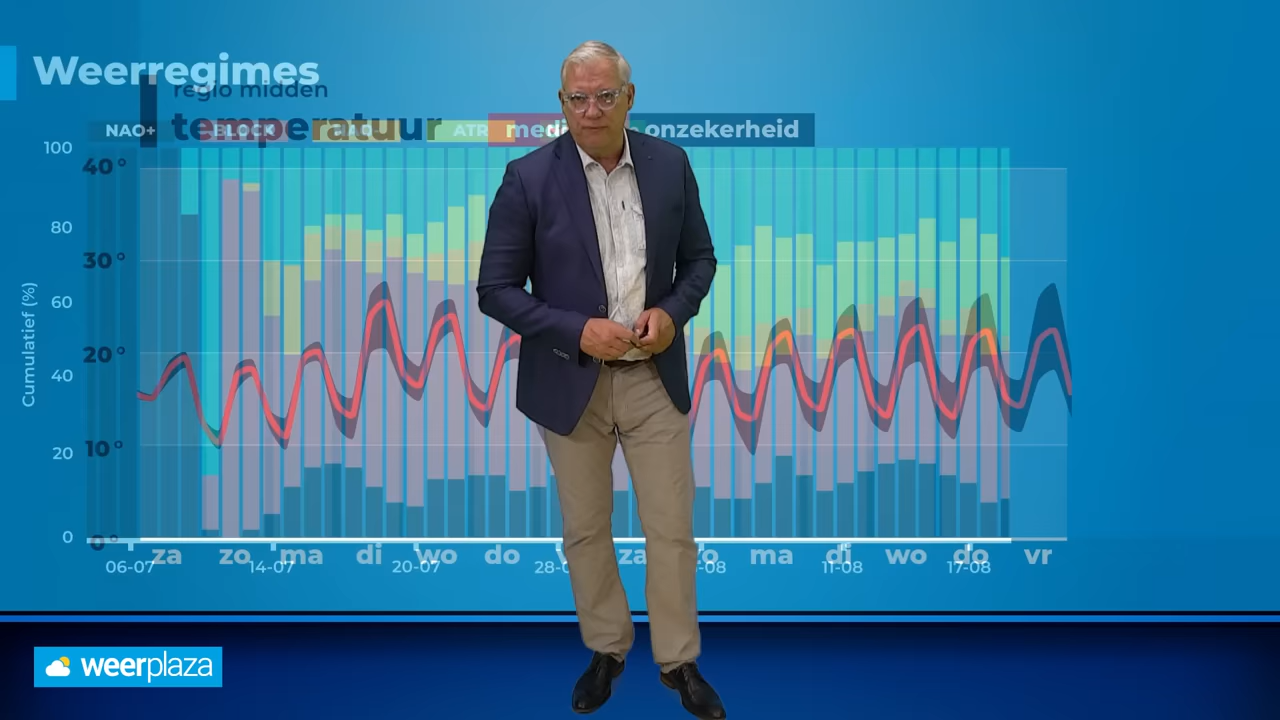 Weerregimes
regio midden
temperatuur
NAO+
BLOCK
ATR
onzekerheid
100
80
60
40
20
0
Cumulatief (%)
40°
30°
20°
10°
0°
za zo ma di wo do za ma di wo do vr
06-07 14-07 20-07 11-08 17-08
weerplaza